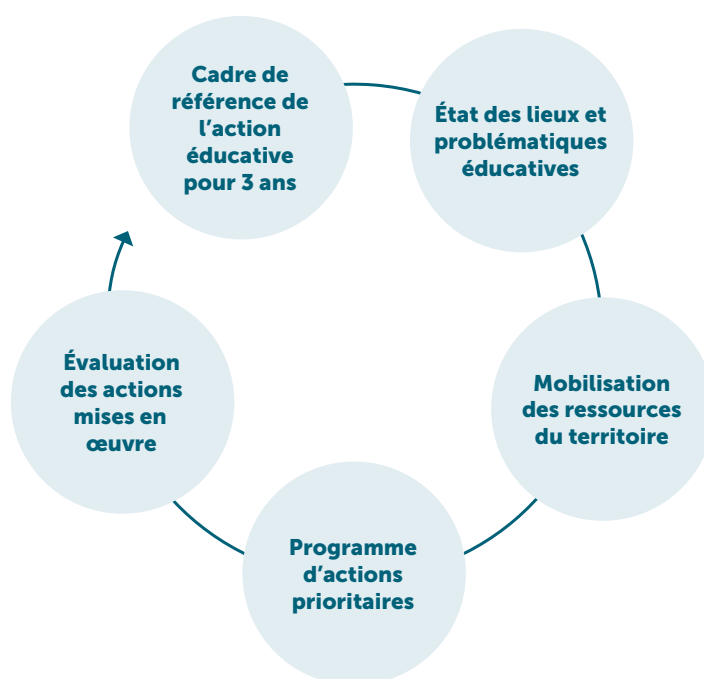 Cadre de
référence de
l'action
éducative
pour 3 ans
État des lieux et
problématiques
éducatives
Mobilisation
des ressources
du territoire
Programme
d'actions
prioritaires
Évaluation
des actions
mises en
œuvre